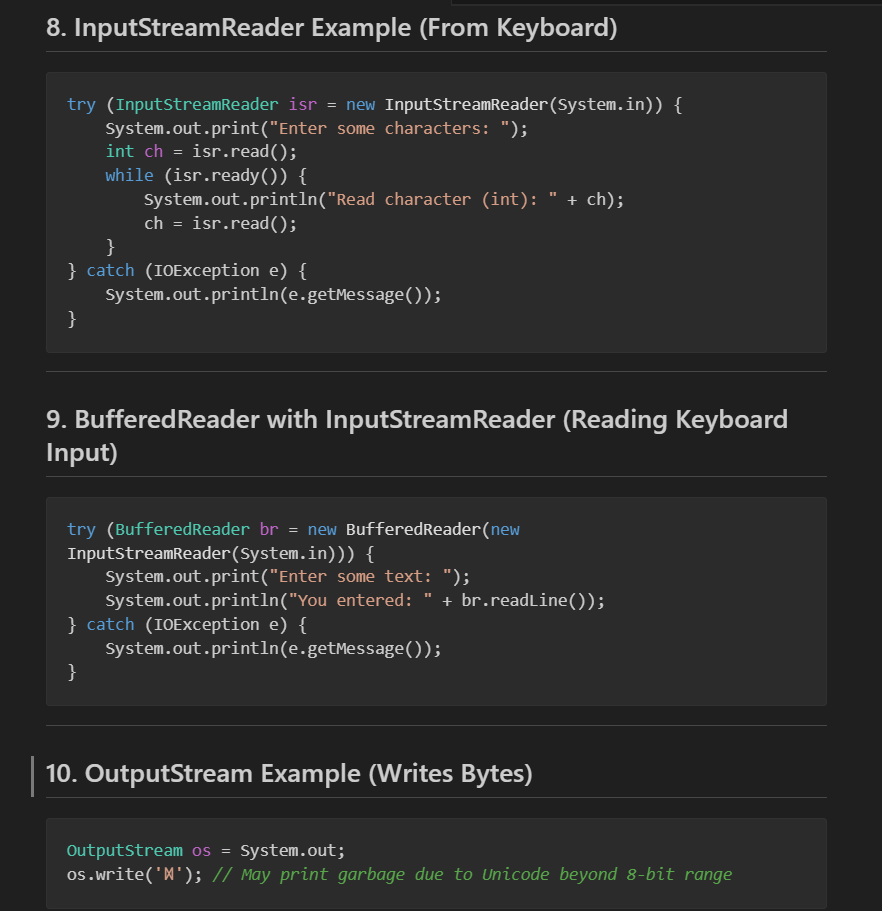 8. InputStreamReader Example (From Keyboard)
try (InputStreamReader isr = new InputStreamReader(System.in)) {
    System.out.print("Enter some characters: ");
    int ch = isr.read();
    while (isr.ready()) {
        System.out.println("Read character (int): " + ch);
        ch = isr.read();
    }
} catch (IOException e) {
    System.out.println(e.getMessage());
}
9. BufferedReader with InputStreamReader (Reading Keyboard
Input)
try (BufferedReader br = new BufferedReader(new
InputStreamReader(System.in))) {
    System.out.print("Enter some text: ");
    System.out.println("You entered: " + br.readLine());
} catch (IOException e) {
    System.out.println(e.getMessage());
}
10. OutputStream Example (Writes Bytes)
OutputStream os = System.out;
os.write('ᛞ'); // May print garbage due to Unicode beyond 8-bit range